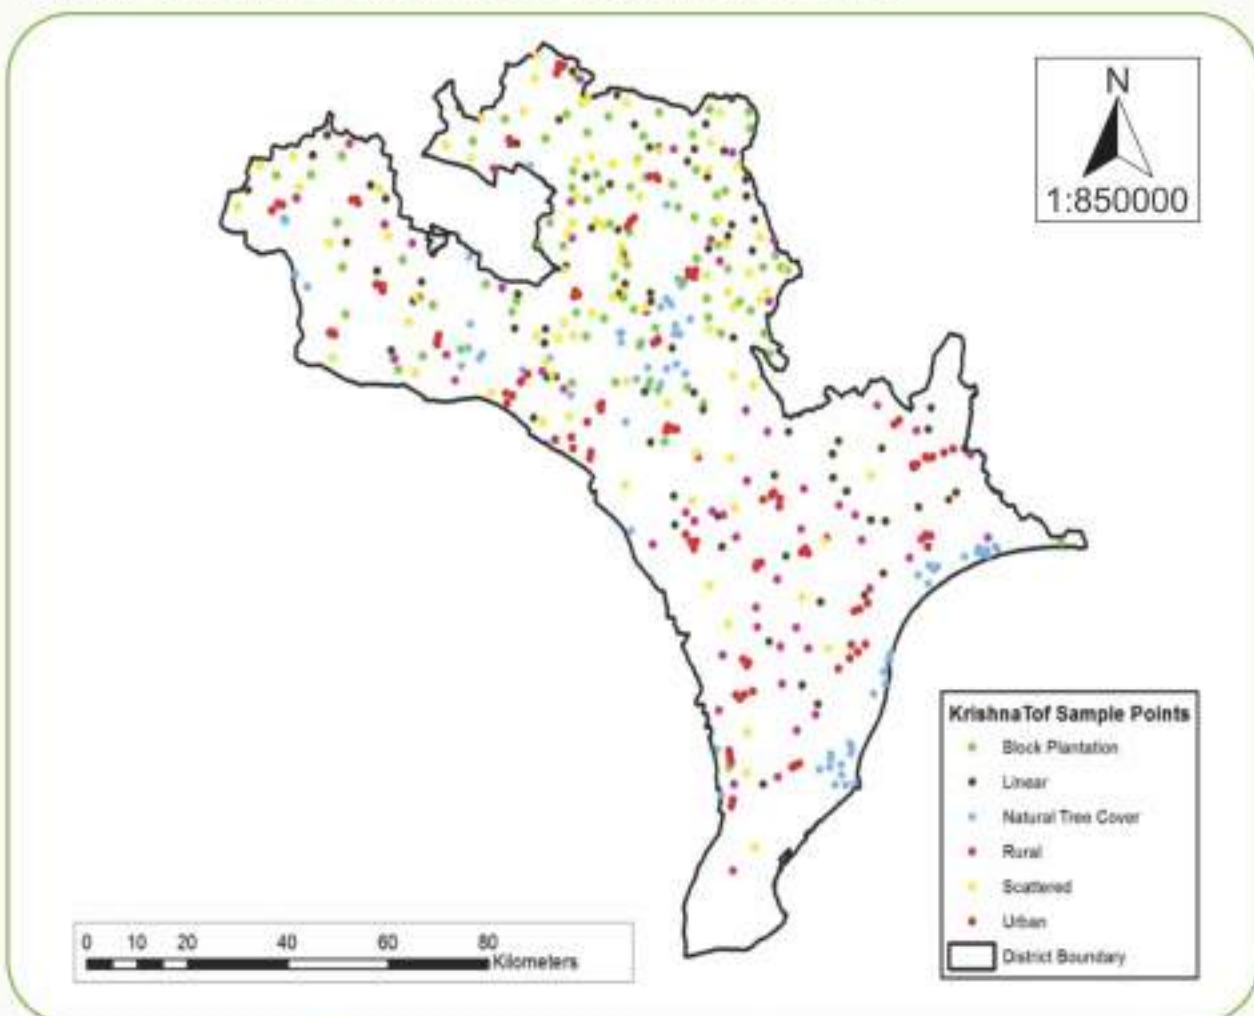 N
1:850000
KrishnaTof Sample Points
Block Plantation
Linear
Natural Tree Cover
Rural
Scattered
Urban
District Boundary
0 10 20 40 60 80
Kilometers